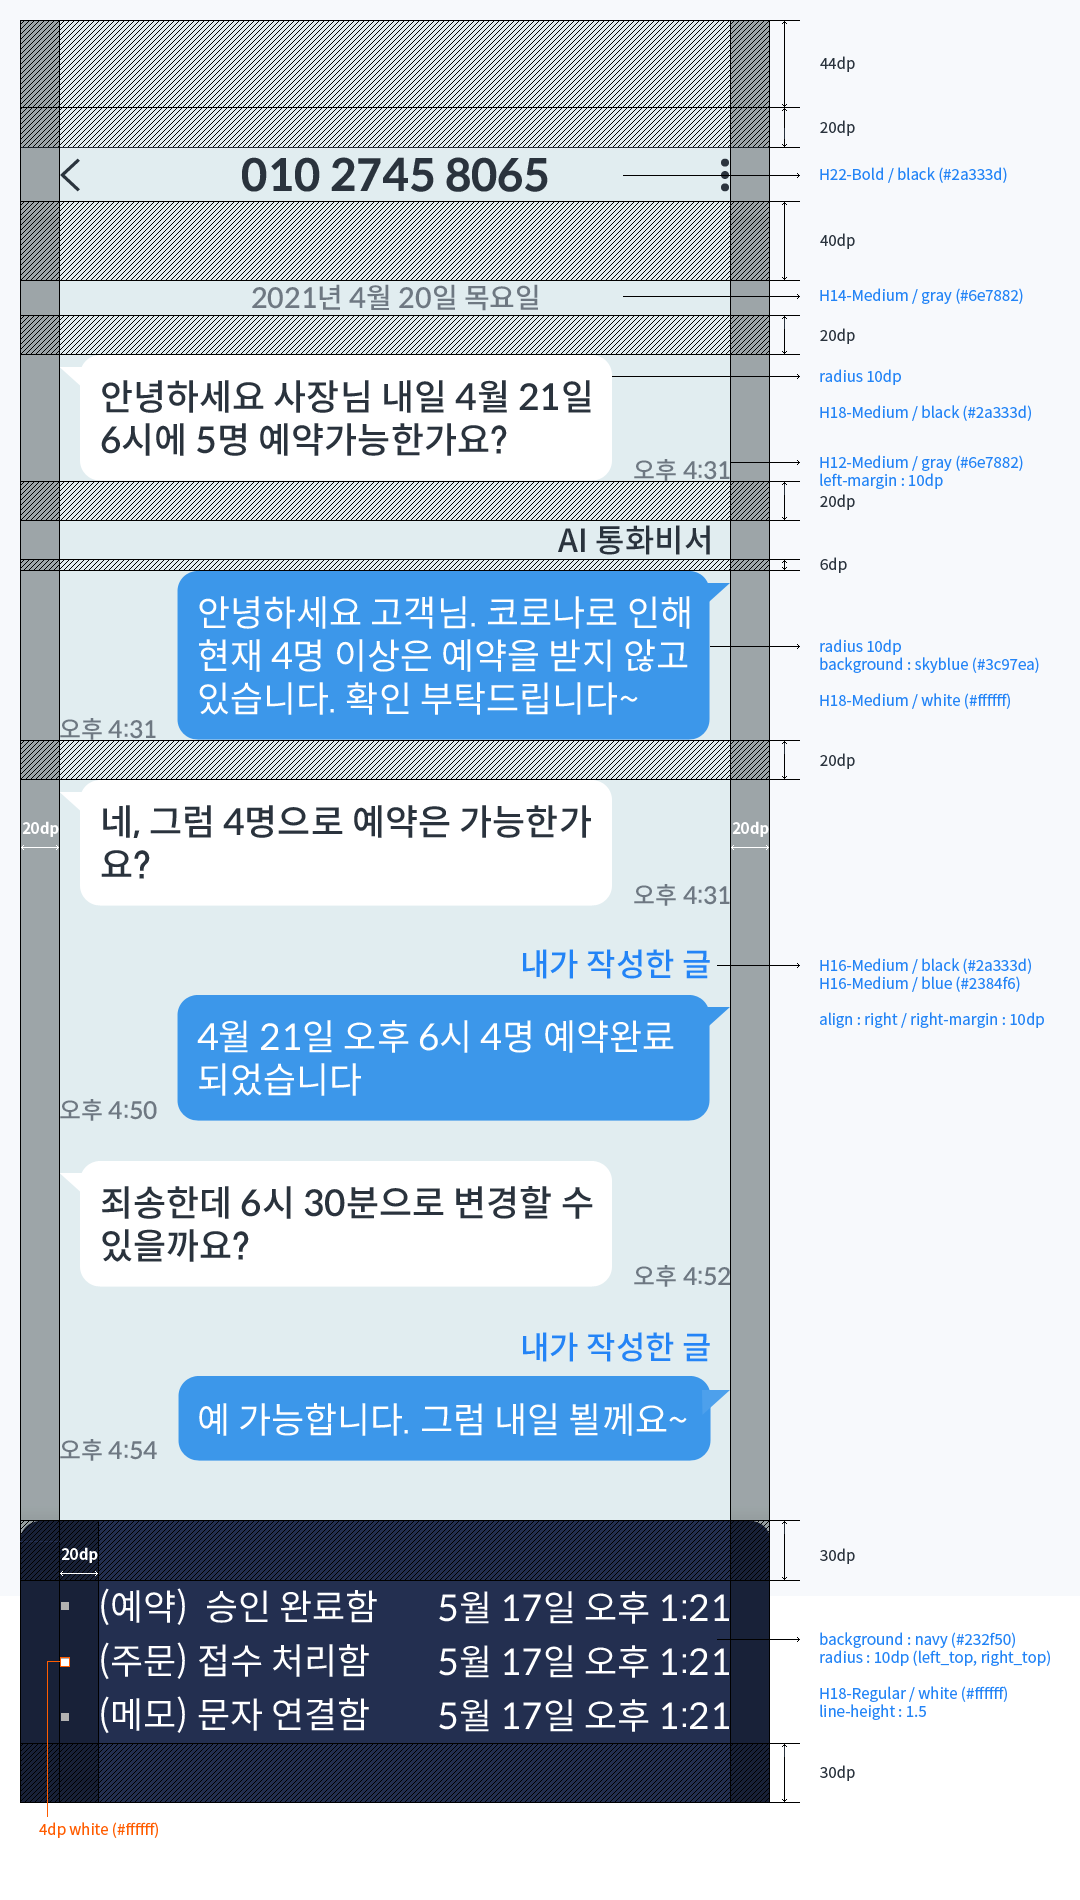 44dp
20dp
010 2745 8065
H22-Bold / black (#2a333d)
40dp
2021년 4월 20일 목요일
H14-Medium / gray (#6e7882)
20dp
안녕하세요 사장님 내일 4월 21일
6시에 5명 예약가능한가요?
오후 4:31
radius 10dp
H18-Medium / black (#2a333d)
H12-Medium / gray (#6e7882)
left-margin : 10dp
20dp
AI 통화비서
6dp
안녕하세요 고객님. 코로나로 인해
현재 4명 이상은 예약을 받지 않고
있습니다. 확인 부탁드립니다~
오후 4:31
radius 10dp
background : skyblue (#3c97ea)
H18-Medium / white (#ffffff)
20dp
네, 그럼 4명으로 예약은 가능한가
요?
오후 4:31
20dp
20dp
내가 작성한 글
H16-Medium / black (#2a333d)
H16-Medium / blue (#2384f6)
align : right / right-margin : 10dp
4월 21일 오후 6시 4명 예약완료
되었습니다
오후 4:50
죄송한데 6시 30분으로 변경할 수
있을까요?
오후 4:52
내가 작성한 글
예 가능합니다. 그럼 내일 뵐께요~
오후 4:54
20dp
30dp
(예약) 승인 완료함 5월 17일 오후 1:21
(주문) 접수 처리함 5월 17일 오후 1:21
(메모) 문자 연결함 5월 17일 오후 1:21
background : navy (#232f50)
radius : 10dp (left_top, right_top)
H18-Regular / white (#ffffff)
line-height : 1.5
30dp
4dp white (#ffffff)